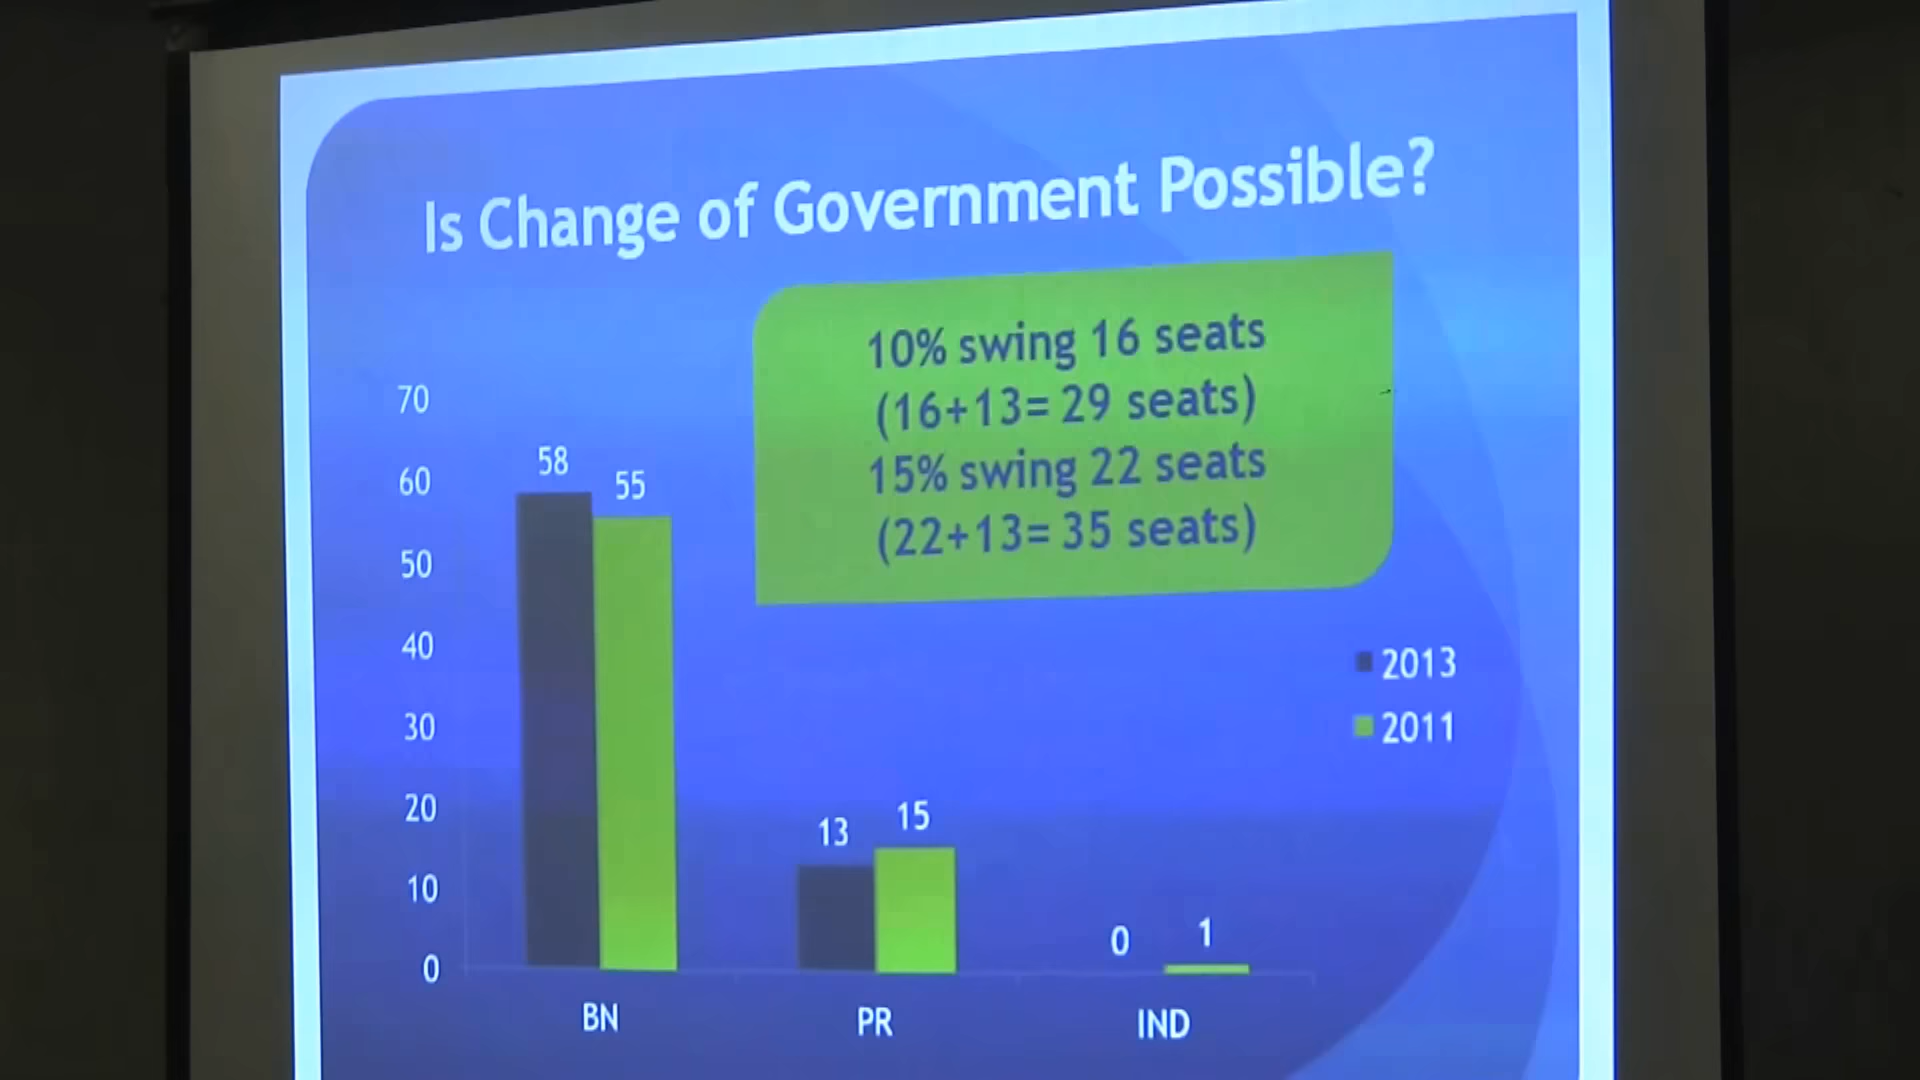 Is Change of Government Possible?
10% swing 16 seats
(16+13= 29 seats)
15% swing 22 seats
(22+13= 35 seats)
70
60
50
40
30
20
10
0
58
55
13
15
0
1
BN
PR
IND
2013
2011